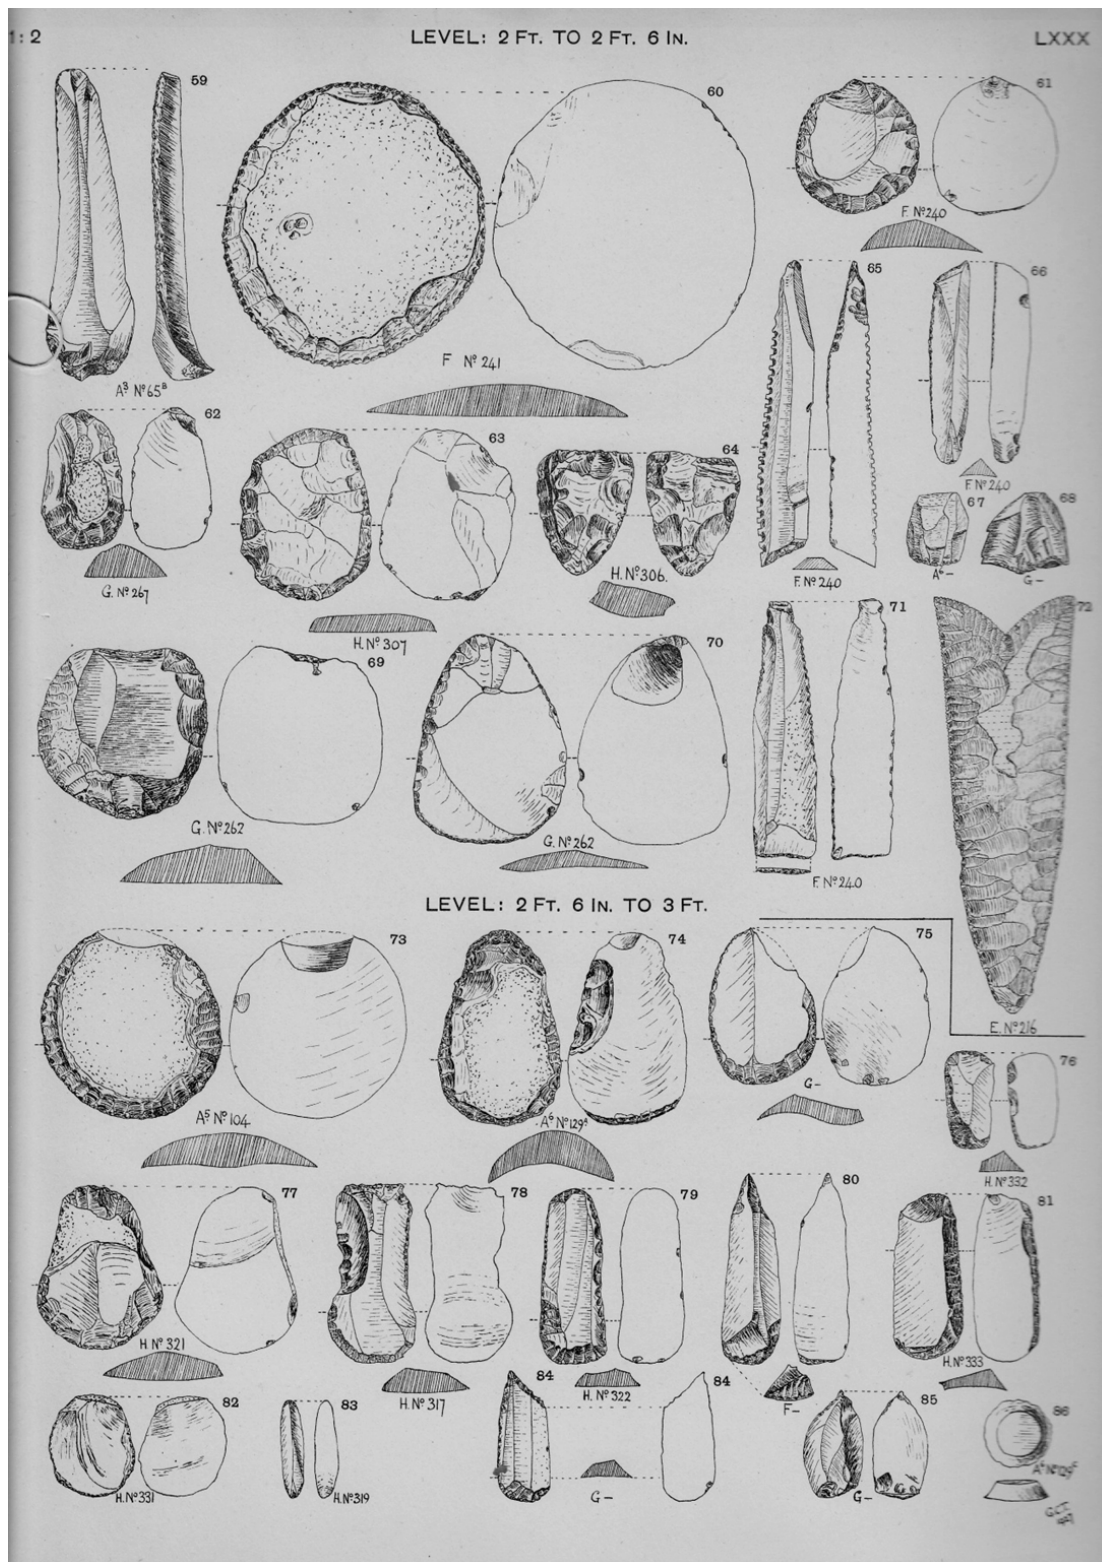 1: 2
LEVEL: 2 FT. TO 2 FT. 6 IN.
LXXX
59
60
61
F. Nº 240
65
66
F Nº 241
A³ Nº 65ᴮ
62
63
64
F Nº 240
67
68
H. Nº 306.
F. Nº 240
A⁶ –
G –
G. Nº 267
H. Nº 307
69
70
71
72
G. Nº 262
G. Nº 262
F. Nº 240
LEVEL: 2 FT. 6 IN. TO 3 FT.
73
74
75
E. Nº 216
76
G –
A⁵ Nº 104
A⁶ Nº 129ᴬ
H. Nº 332
77
78
79
80
81
H. Nº 321
H. Nº 333
H. Nº 317
H. Nº 322
F –
84
84
82
83
85
86
H. Nº 331
H. Nº 319
G –
G –